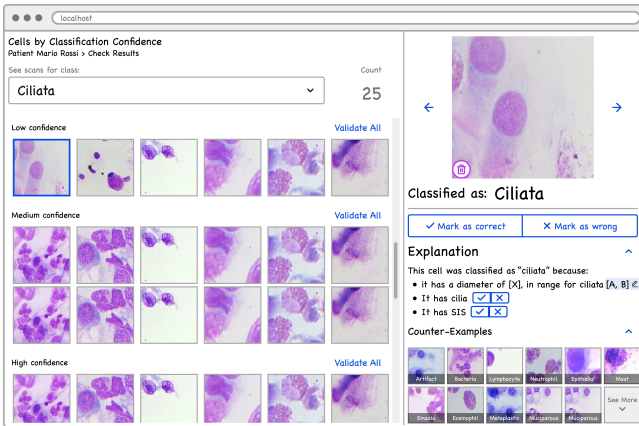 localhost
Cells by Classification Confidence
Patient Mario Rossi > Check Results
See scans for class:
Count
Ciliata
25
Low confidence
Validate All
Medium confidence
Validate All
High confidence
Validate All
Classified as: Ciliata
Mark as correct
Mark as wrong
Explanation
This cell was classified as "ciliata" because:
it has a diameter of [X], in range for ciliata [A, B]
It has cilia
It has SIS
Counter-Examples
Artifact
Bacteria
Lymphocyte
Neutrophil
Epithelial
Mast
Emazia
Eosinophil
Metaplastic
Muciparous
Muciparous
See More